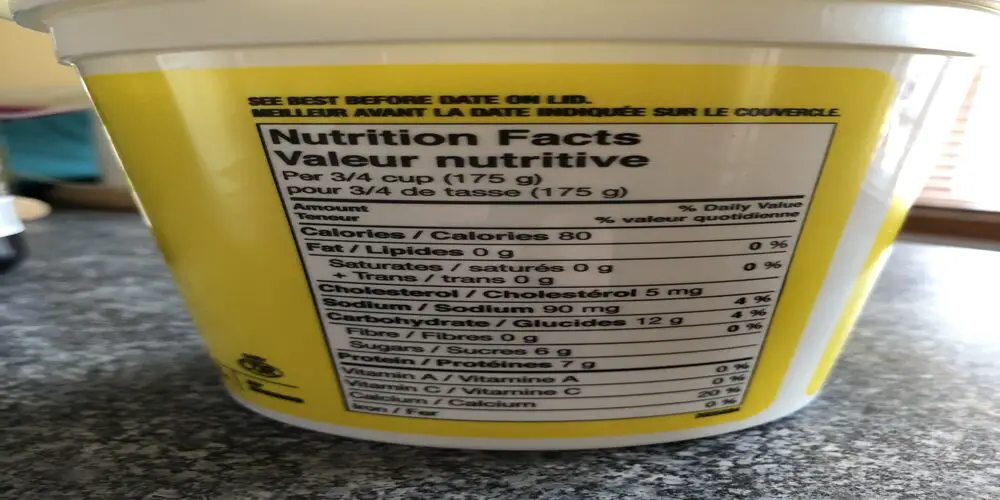 SEE BEST BEFORE DATE ON LID.
MEILLEUR AVANT LA DATE INDIQUÉE SUR LE COUVERCLE.
Nutrition Facts
Valeur nutritive
Per 3/4 cup (175 g)
pour 3/4 de tasse (175 g)
Amount % Daily Value
Teneur % valeur quotidienne
Calories / Calories 80
Fat / Lipides 0 g 0 %
Saturates / saturés 0 g 0 %
+ Trans / trans 0 g
Cholesterol / Cholestérol 5 mg
Sodium / Sodium 90 mg 4 %
Carbohydrate / Glucides 12 g 4 %
Fibre / Fibres 0 g 0 %
Sugars / Sucres 6 g
Protein / Protéines 7 g
Vitamin A / Vitamine A 0 %
Vitamin C / Vitamine C 0 %
Calcium / Calcium 20 %
Iron / Fer 0 %